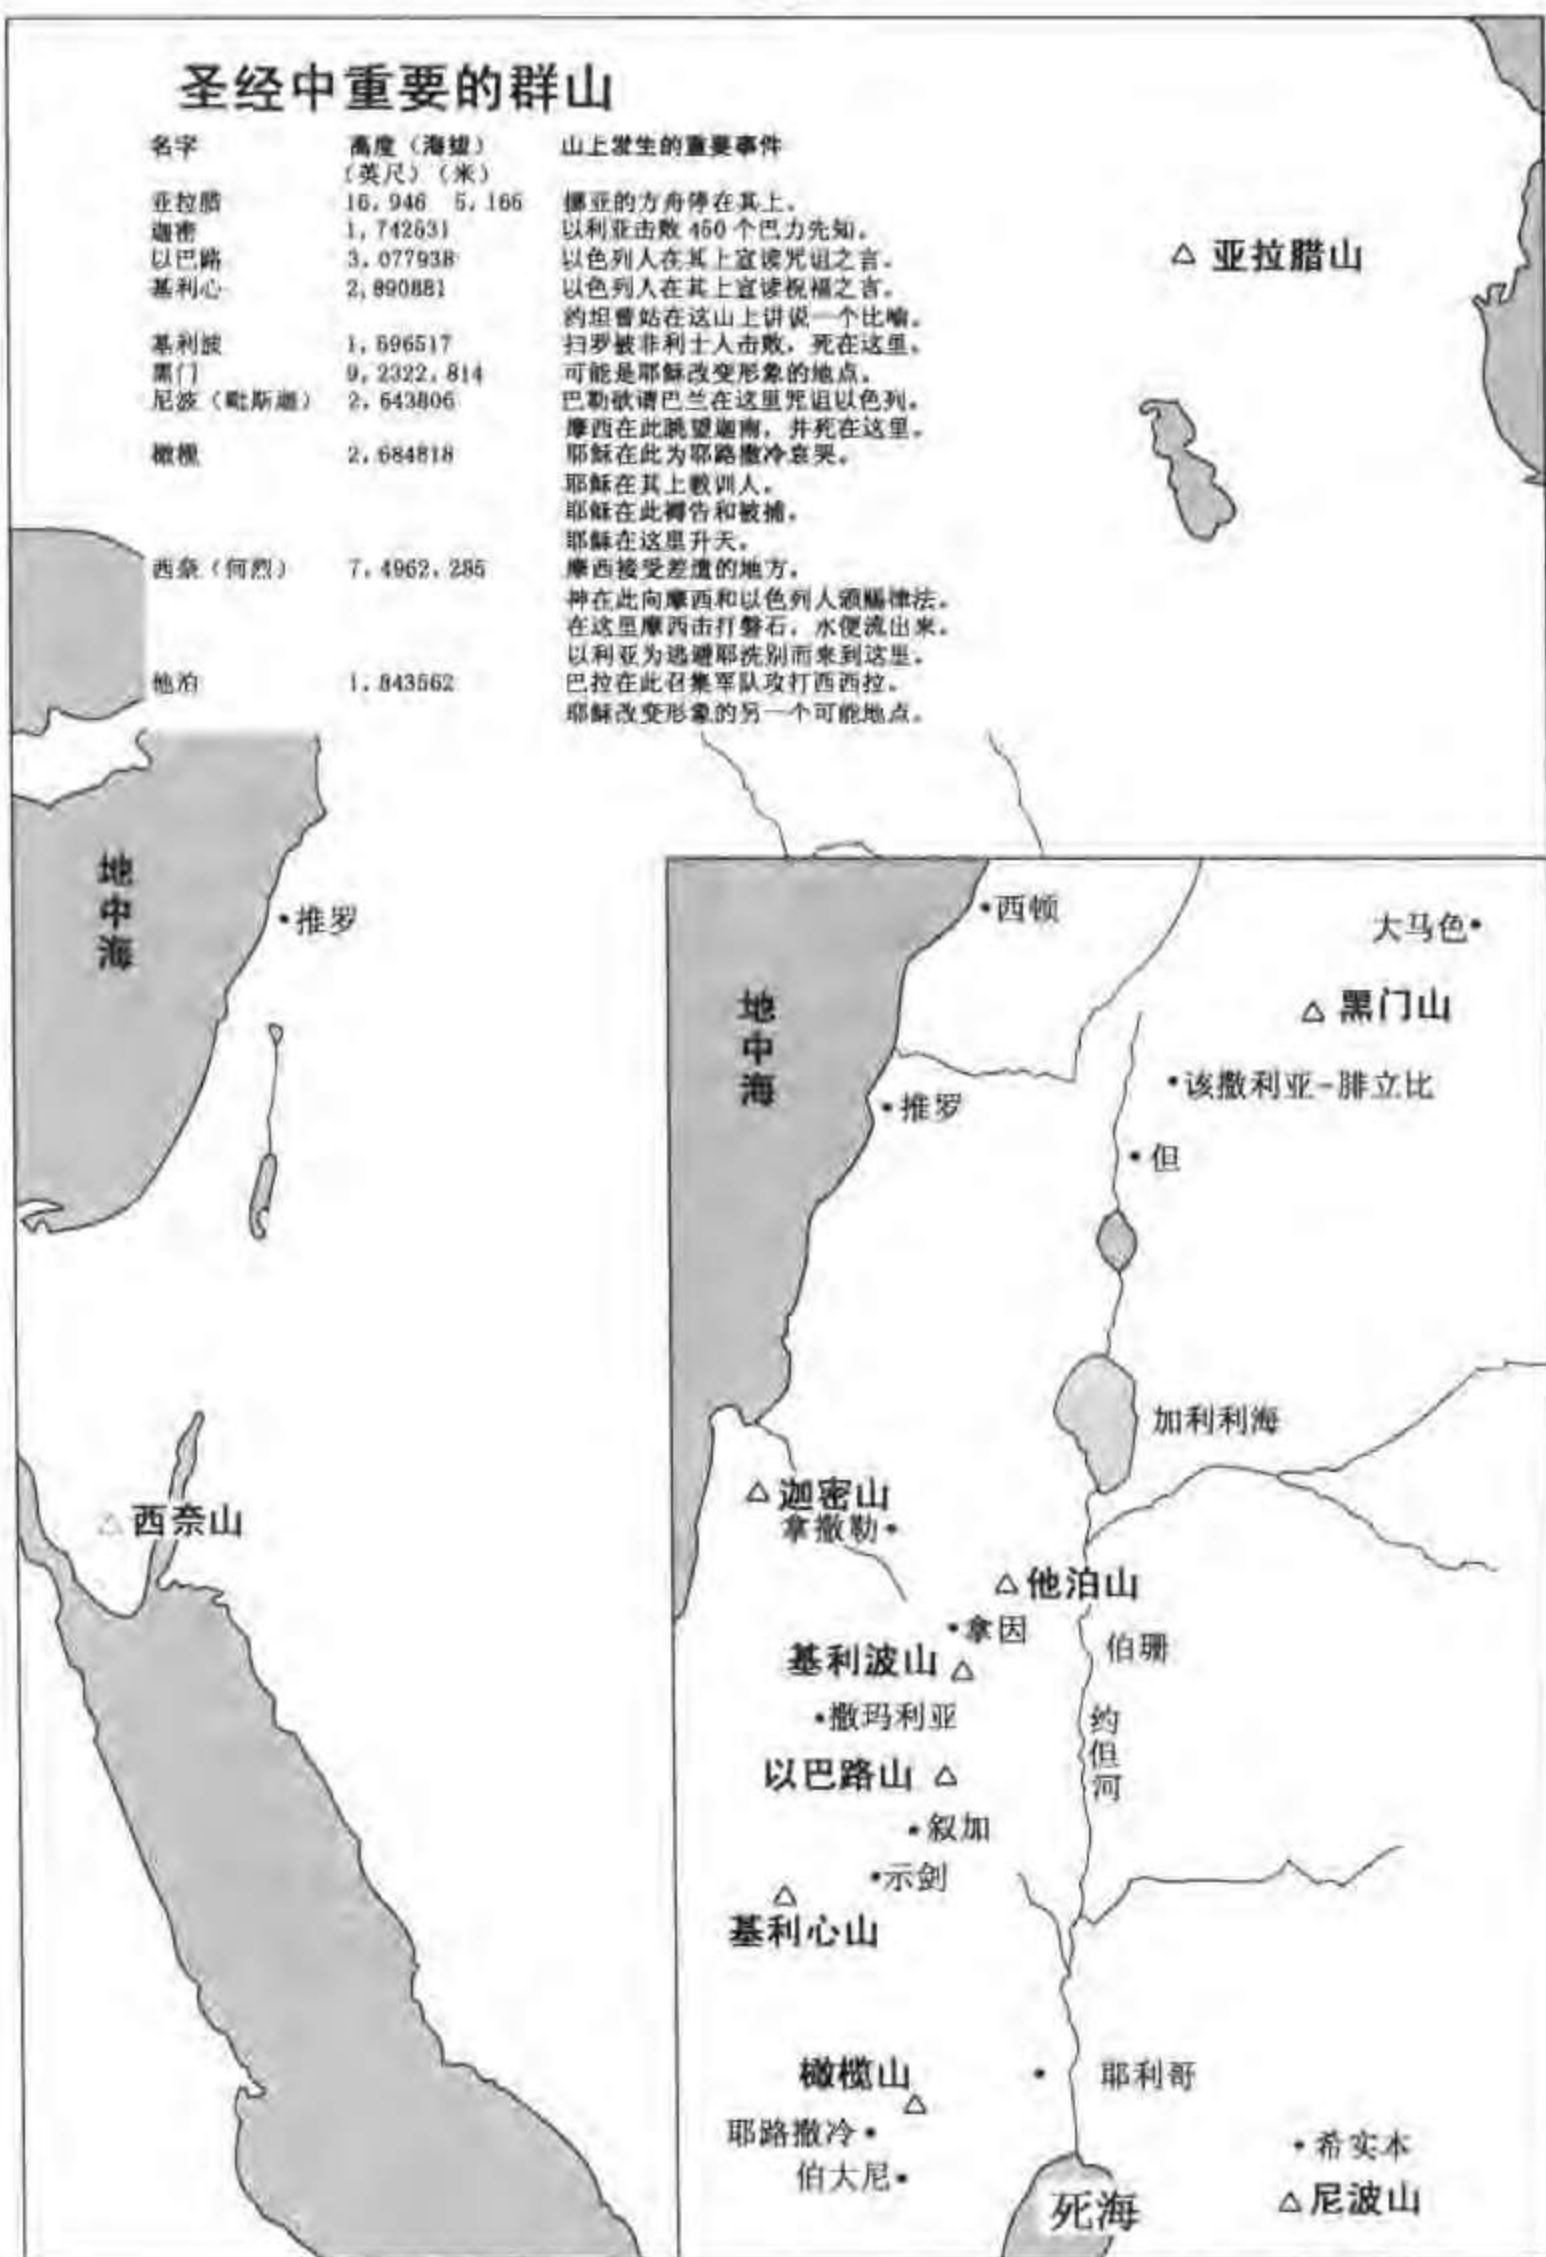 圣经中重要的群山
名字 高度（海拔） 山上发生的重要事件
（英尺）（米）
亚拉腊 16,946 5,166 挪亚的方舟停在其上。
迦密 1,742531 以利亚击败 450 个巴力先知。
以巴路 3,077938 以色列人在其上宣读咒诅之言。
基利心 2,890881 以色列人在其上宣读祝福之言。
约坦曾站在这山上讲说一个比喻。
基利波 1,696517 扫罗被非利士人击败，死在这里。
黑门 9,2322,814 可能是耶稣改变形象的地点。
尼波（毗斯迦） 2,643806 巴勒欲请巴兰在这里咒诅以色列。
摩西在此眺望迦南，并死在这里。
橄榄 2,684818 耶稣在此为耶路撒冷哀哭。
耶稣在其上教训人。
耶稣在此祷告和被捕。
耶稣在这里升天。
西奈（何烈） 7,4962,285 摩西接受差遣的地方。
神在此向摩西和以色列人颁赐律法。
在这里摩西击打磐石，水便流出来。
以利亚为逃避耶洗别而来到这里。
他泊 1,843562 巴拉在此召集军队攻打西西拉。
耶稣改变形象的另一个可能地点。
亚拉腊山
地中海
推罗
西奈山
西顿
大马色
黑门山
地中海
该撒利亚-腓立比
推罗
但
加利利海
迦密山
拿撒勒
他泊山
拿因
伯珊
基利波山
撒玛利亚
约但河
以巴路山
叙加
示剑
基利心山
橄榄山
耶利哥
耶路撒冷
希实本
伯大尼
尼波山
死海